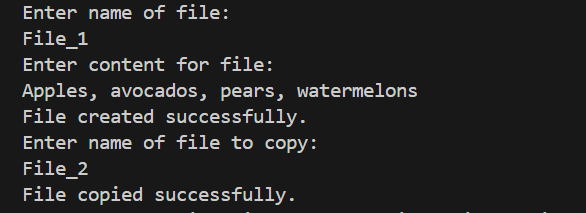 Enter name of file:
File_1
Enter content for file:
Apples, avocados, pears, watermelons
File created successfully.
Enter name of file to copy:
File_2
File copied successfully.